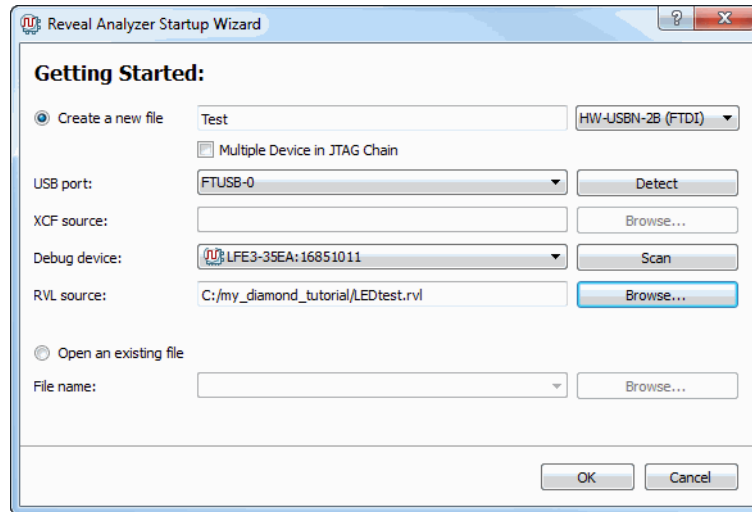 Reveal Analyzer Startup Wizard
Getting Started:
Create a new file Test HW-USBN-2B (FTDI)
Multiple Device in JTAG Chain
USB port: FTUSB-0 Detect
XCF source: Browse...
Debug device: LFE3-35EA:16851011 Scan
RVL source: C:/my_diamond_tutorial/LEDtest.rvl Browse...
Open an existing file
File name: Browse...
OK Cancel